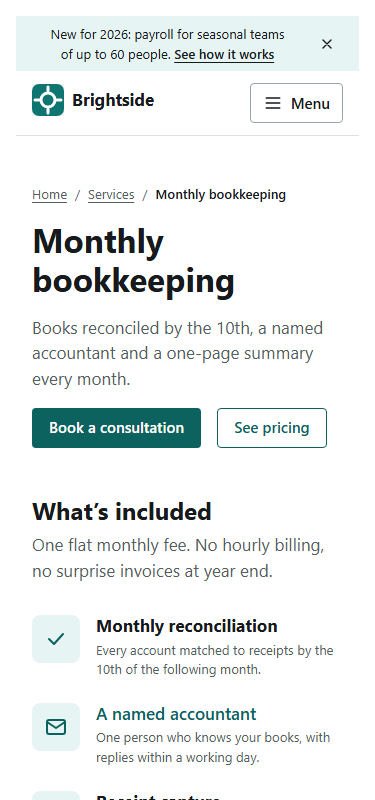 New for 2026: payroll for seasonal teams
of up to 60 people. See how it works
Brightside
Menu
Home / Services / Monthly bookkeeping
Monthly
bookkeeping
Books reconciled by the 10th, a named
accountant and a one-page summary
every month.
Book a consultation
See pricing
What’s included
One flat monthly fee. No hourly billing,
no surprise invoices at year end.
Monthly reconciliation
Every account matched to receipts by the
10th of the following month.
A named accountant
One person who knows your books, with
replies within a working day.
Receipt capture